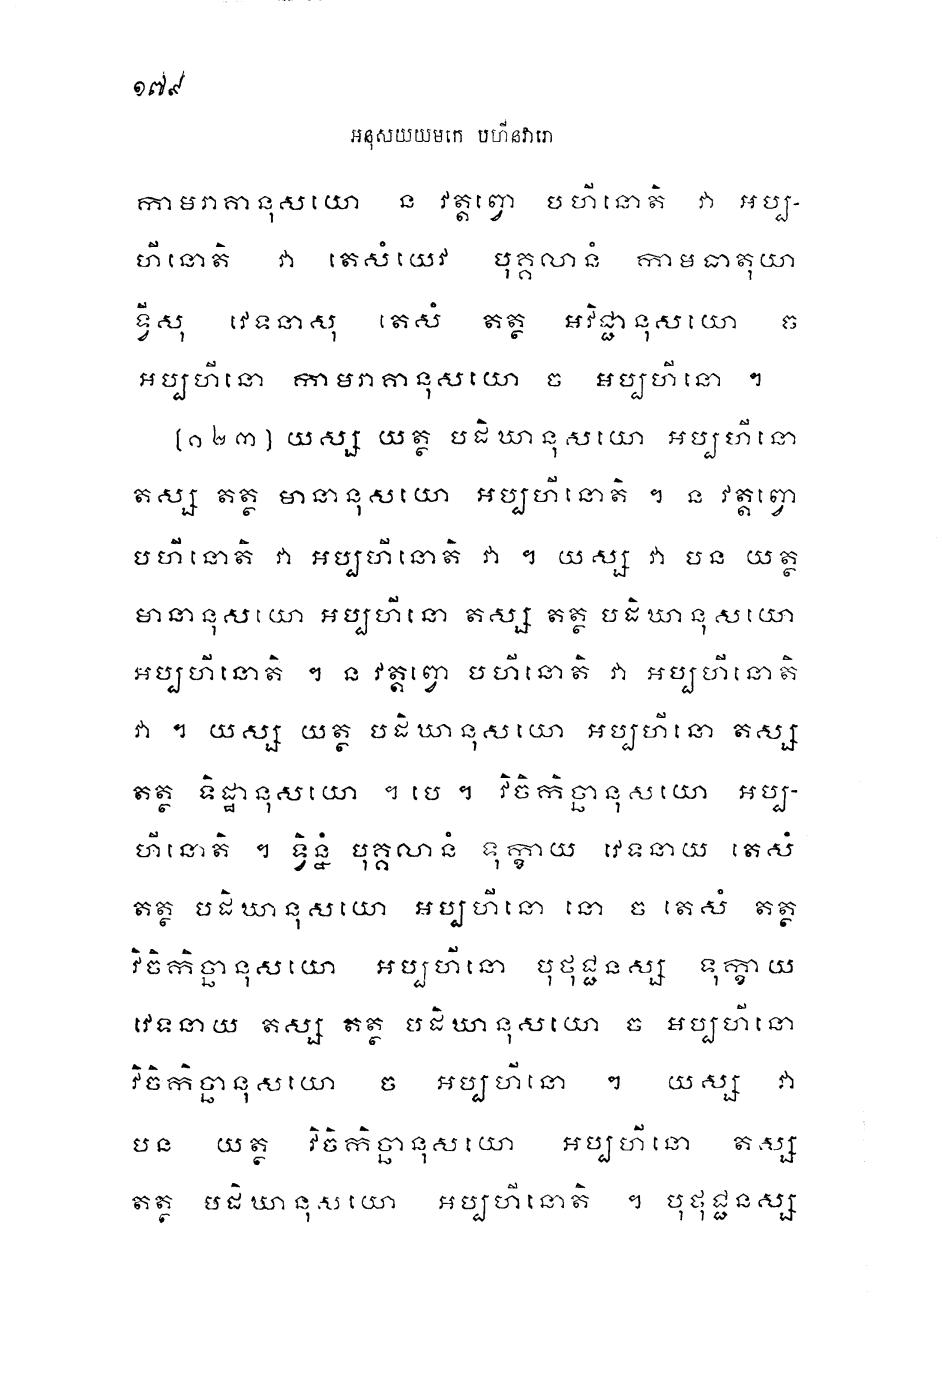 ១៧៩
អនុសយយមកេ បហីនវារោ
កាមរាគានុសយោ ន វត្តព្វោ បហីនោតិ វា អប្ប-
ហីនោតិ វា តេសំយេវ បុគ្គលានំ កាមធាតុយា
ទ្វីសុ វេទនាសុ តេសំ តត្ថ អវិជ្ជានុសយោ ច
អប្បហីនោ កាមរាគានុសយោ ច អប្បហីនោ ។
(១២៣) យស្ស យត្ថ បដិឃានុសយោ អប្បហីនោ
តស្ស តត្ថ មានានុសយោ អប្បហីនោតិ ។ ន វត្តព្វោ
បហីនោតិ វា អប្បហីនោតិ វា ។ យស្ស វា បន យត្ថ
មានានុសយោ អប្បហីនោ តស្ស តត្ថ បដិឃានុសយោ
អប្បហីនោតិ ។ ន វត្តព្វោ បហីនោតិ វា អប្បហីនោតិ
វា ។ យស្ស យត្ថ បដិឃានុសយោ អប្បហីនោ តស្ស
តត្ថ ទិដ្ឋានុសយោ ។ បេ ។ វិចិកិច្ឆានុសយោ អប្ប-
ហីនោតិ ។ ទ្វិន្នំ បុគ្គលានំ ទុក្ខាយ វេទនាយ តេសំ
តត្ថ បដិឃានុសយោ អប្បហីនោ នោ ច តេសំ តត្ថ
វិចិកិច្ឆានុសយោ អប្បហីនោ បុថុជ្ជនស្ស ទុក្ខាយ
វេទនាយ តស្ស តត្ថ បដិឃានុសយោ ច អប្បហីនោ
វិចិកិច្ឆានុសយោ ច អប្បហីនោ ។ យស្ស វា
បន យត្ថ វិចិកិច្ឆានុសយោ អប្បហីនោ តស្ស
តត្ថ បដិឃានុសយោ អប្បហីនោតិ ។ បុថុជ្ជនស្ស